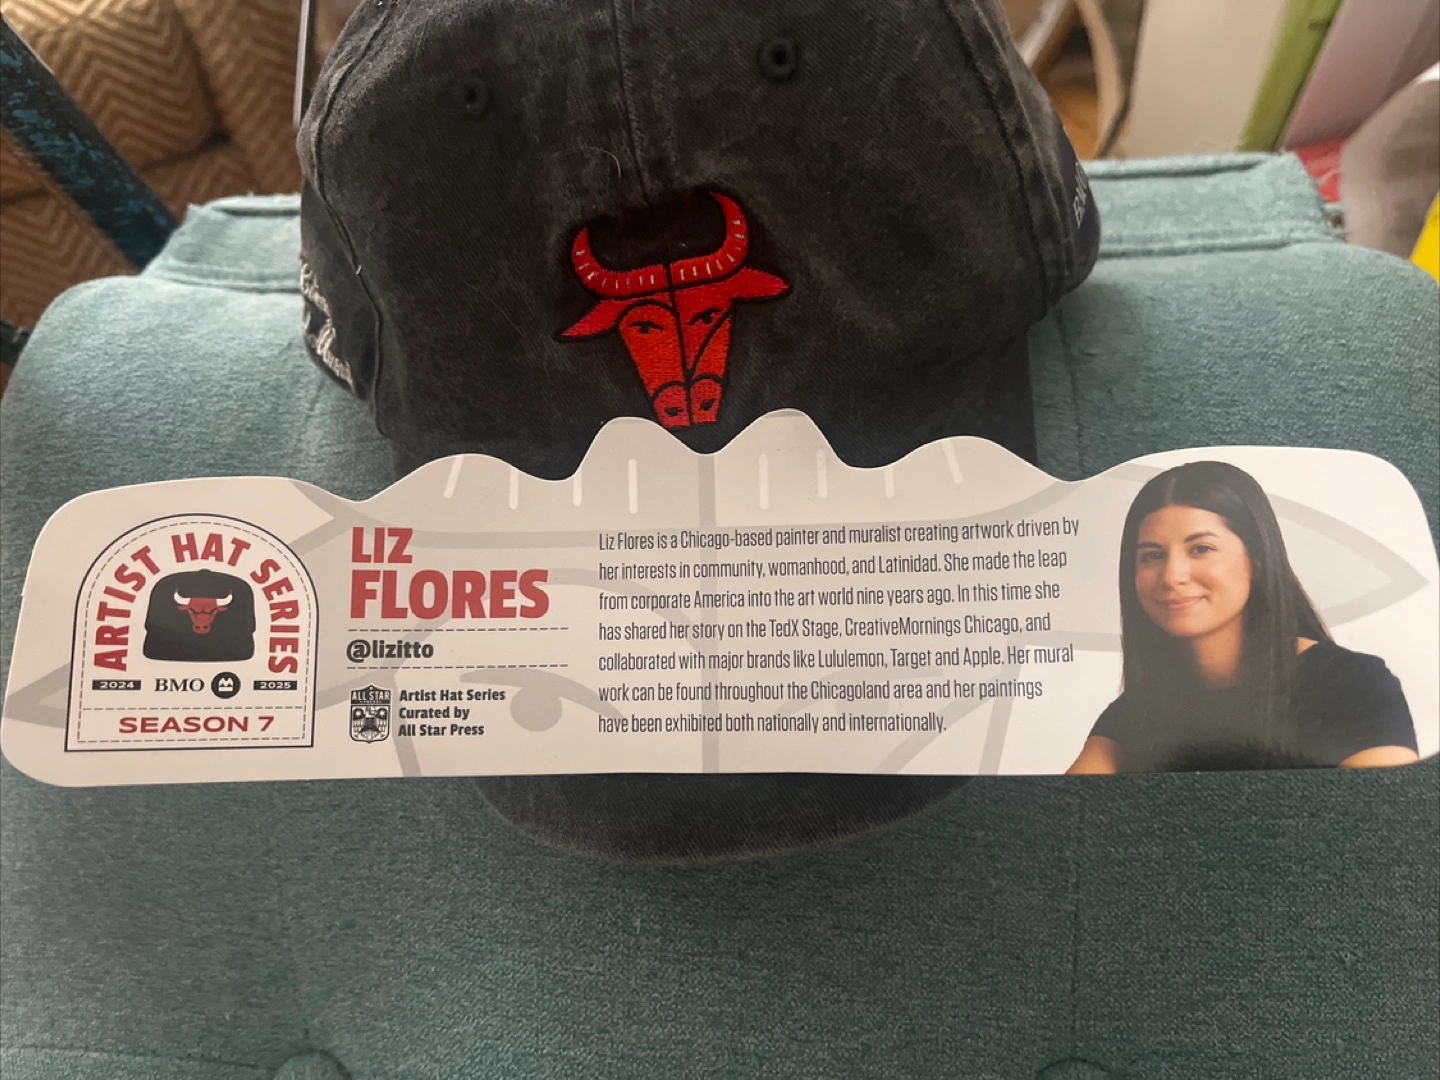 ARTIST HAT SERIES
2024 BMO 2025
SEASON 7
LIZ
FLORES
@lizitto
ALL STAR
Artist Hat Series
Curated by
All Star Press
Liz Flores is a Chicago-based painter and muralist creating artwork driven by
her interests in community, womanhood, and Latinidad. She made the leap
from corporate America into the art world nine years ago. In this time she
has shared her story on the TedX Stage, CreativeMornings Chicago, and
collaborated with major brands like Lululemon, Target and Apple. Her mural
work can be found throughout the Chicagoland area and her paintings
have been exhibited both nationally and internationally.